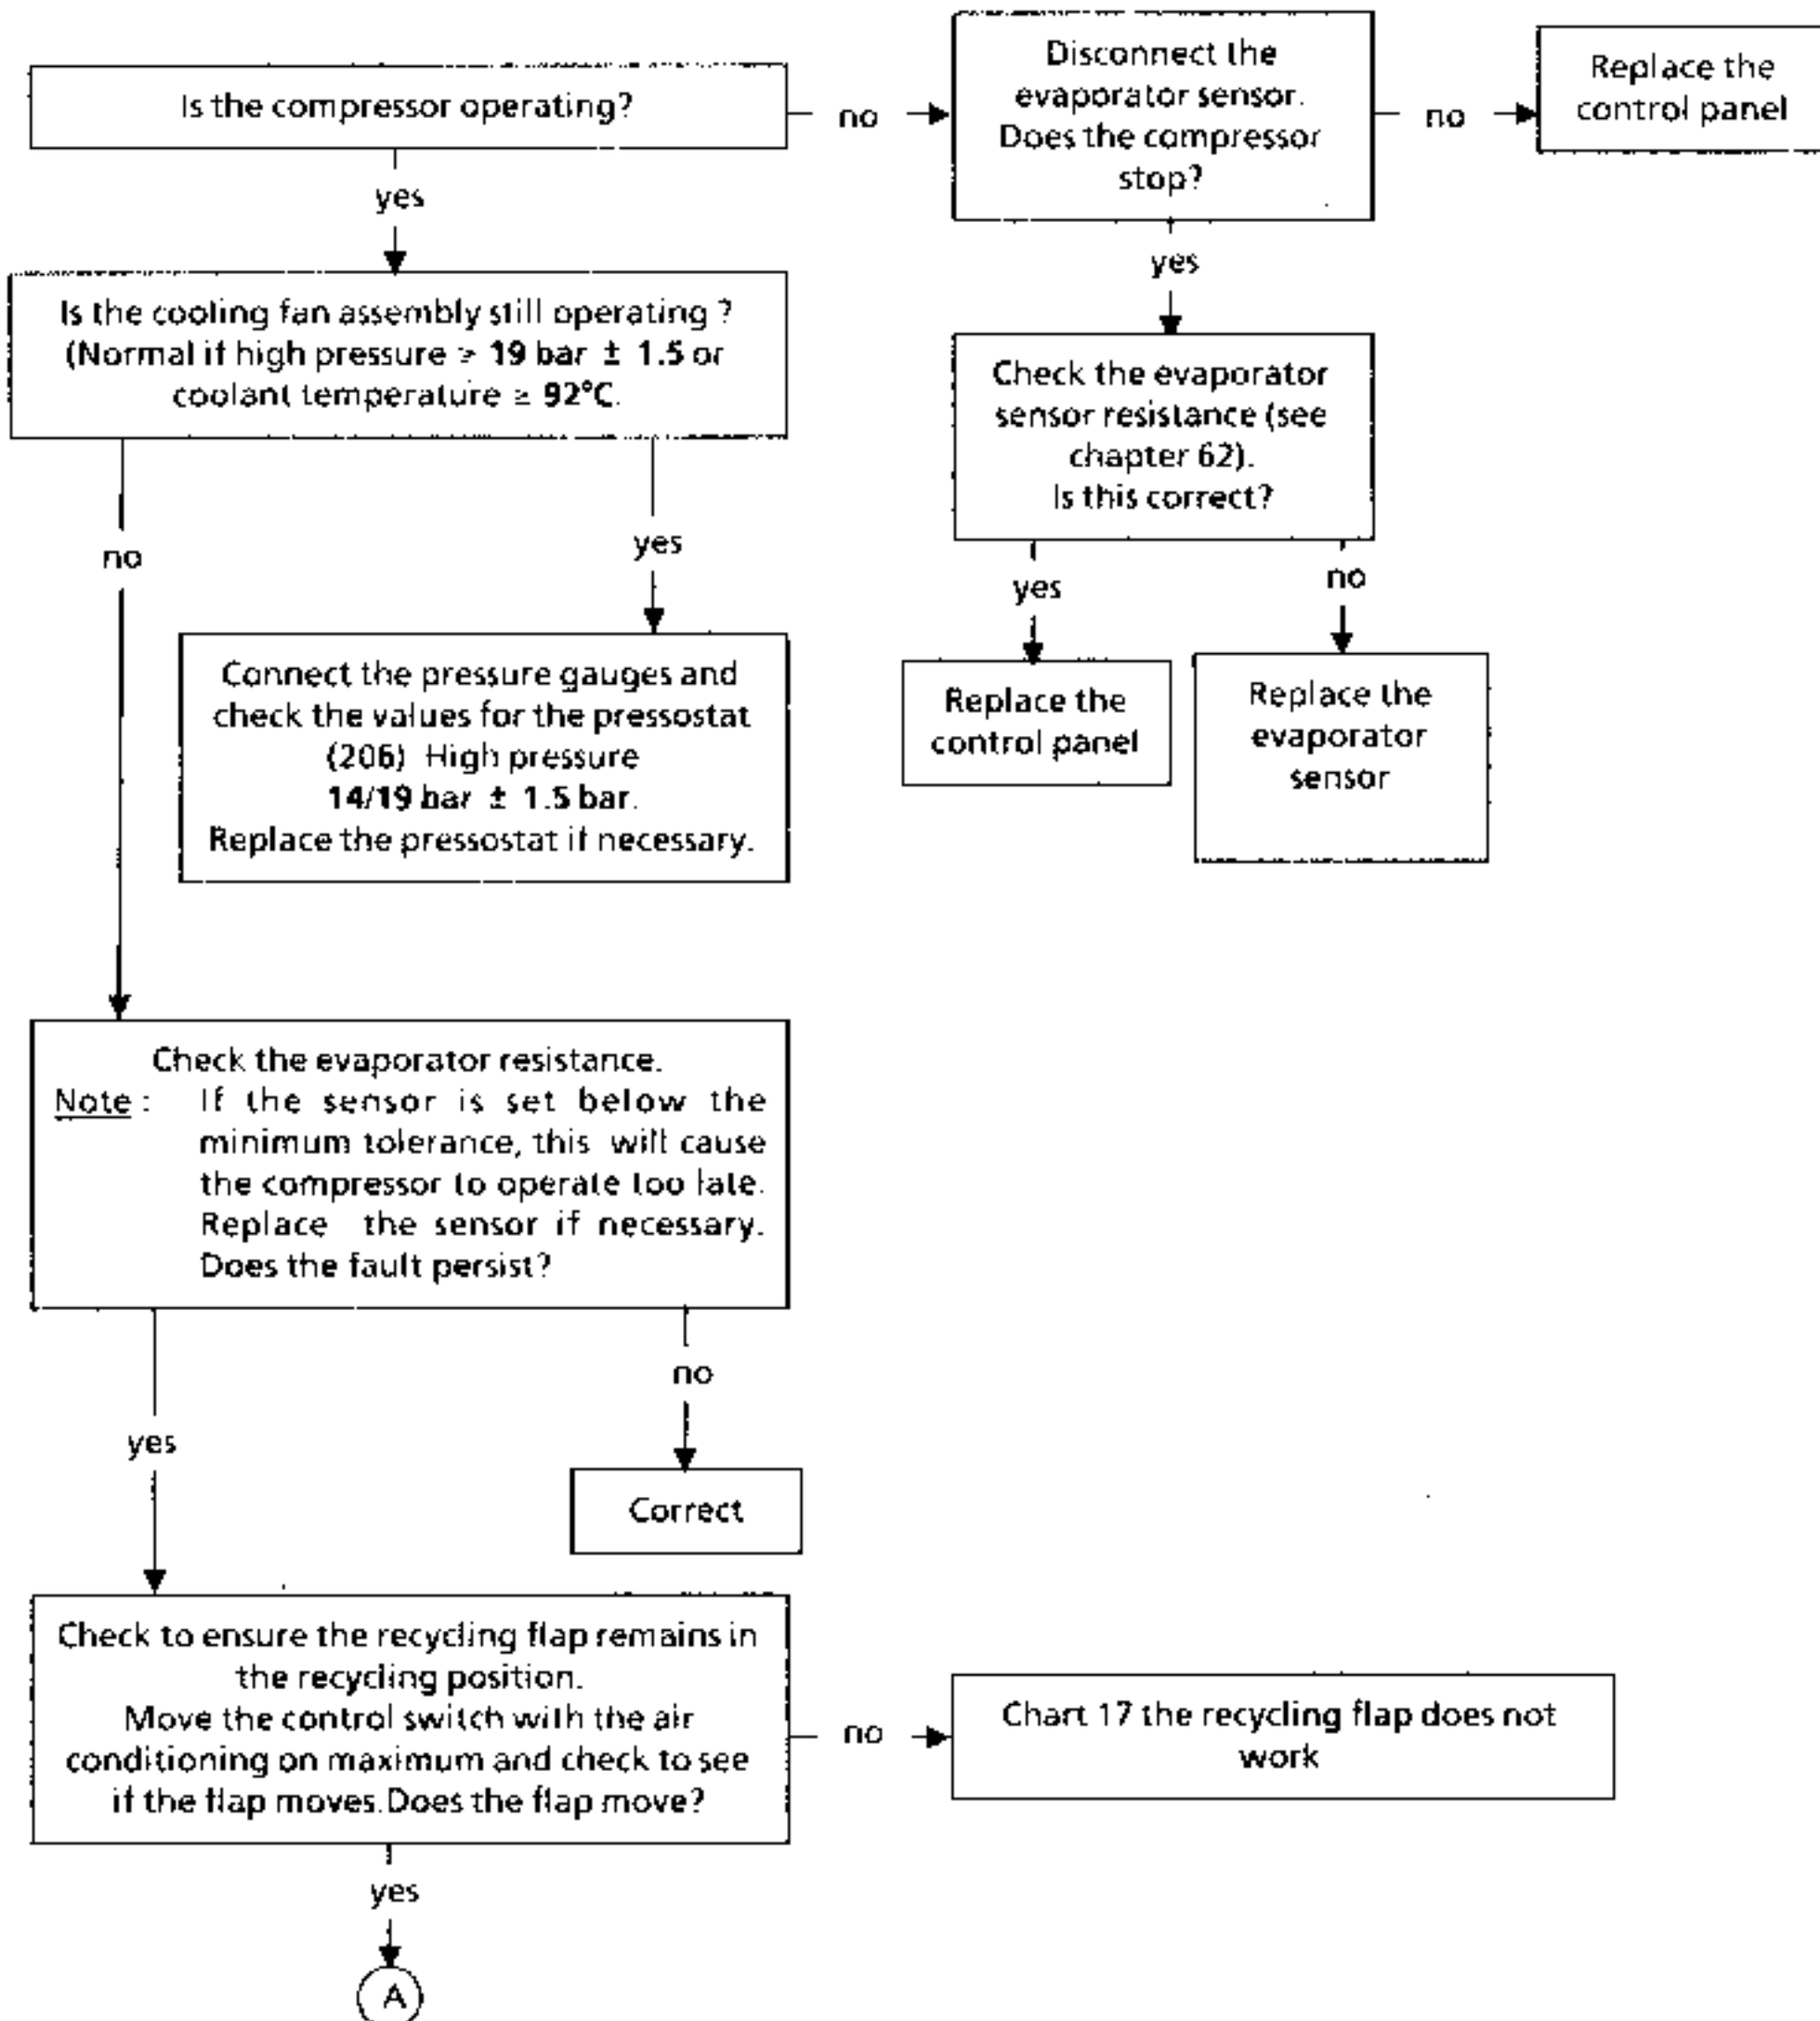 Is the compressor operating?
no
Disconnect the
evaporator sensor.
Does the compressor
stop?
no
Replace the
control panel
yes
yes
Is the cooling fan assembly still operating ?
(Normal if high pressure > 19 bar ± 1.5 or
coolant temperature ≥ 92°C.
Check the evaporator
sensor resistance (see
chapter 62).
Is this correct?
no
yes
yes
no
Connect the pressure gauges and
check the values for the pressostat
(206) High pressure
14/19 bar ± 1.5 bar.
Replace the pressostat if necessary.
Replace the
control panel
Replace the
evaporator
sensor
Check the evaporator resistance.
Note : If the sensor is set below the
minimum tolerance, this will cause
the compressor to operate too late.
Replace the sensor if necessary.
Does the fault persist?
no
yes
Correct
Check to ensure the recycling flap remains in
the recycling position.
Move the control switch with the air
conditioning on maximum and check to see
if the flap moves. Does the flap move?
no
Chart 17 the recycling flap does not
work
yes
A